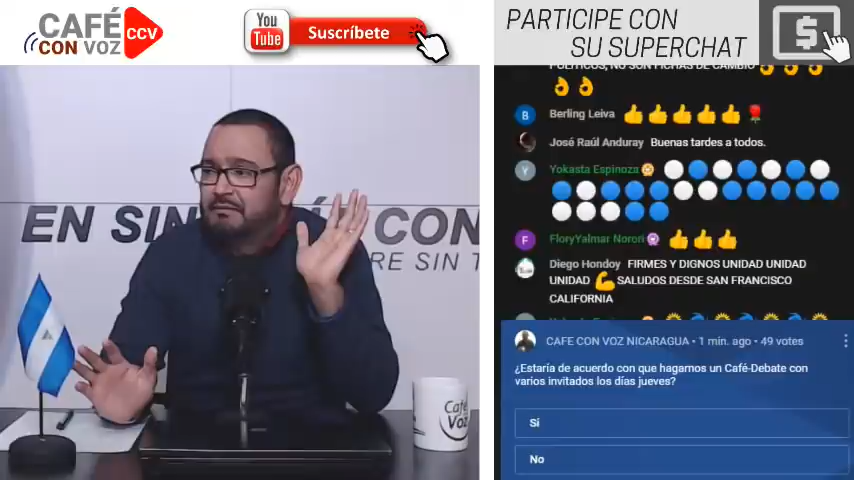 CAFÉ
CON VOZ
CCV
You
Tube
Suscríbete
PARTICIPE CON
SU SUPERCHAT
$
POLÍTICOS, NO SON FICHAS DE CAMBIO 👌👌👌
👌👌
B
Berling Leiva 👍👍👍👍👍🌹
José Raúl Anduray Buenas tardes a todos.
Y
Yokasta Espinoza ⚪🔵⚪🔵⚪🔵⚪
🔵⚪🔵🔵🔵⚪⚪🔵🔵🔵🔵🔵
⚪⚪⚪🔵🔵
F
FloryYalmar Norori 👍👍👍
Diego Hondoy FIRMES Y DIGNOS UNIDAD UNIDAD
UNIDAD 💪 SALUDOS DESDE SAN FRANCISCO
CALIFORNIA
EN SIN
CON
RE SIN T
Café
Voz
CAFE CON VOZ NICARAGUA • 1 min. ago • 49 votes
¿Estaría de acuerdo con que hagamos un Café-Debate con
varios invitados los días jueves?
Sí
No